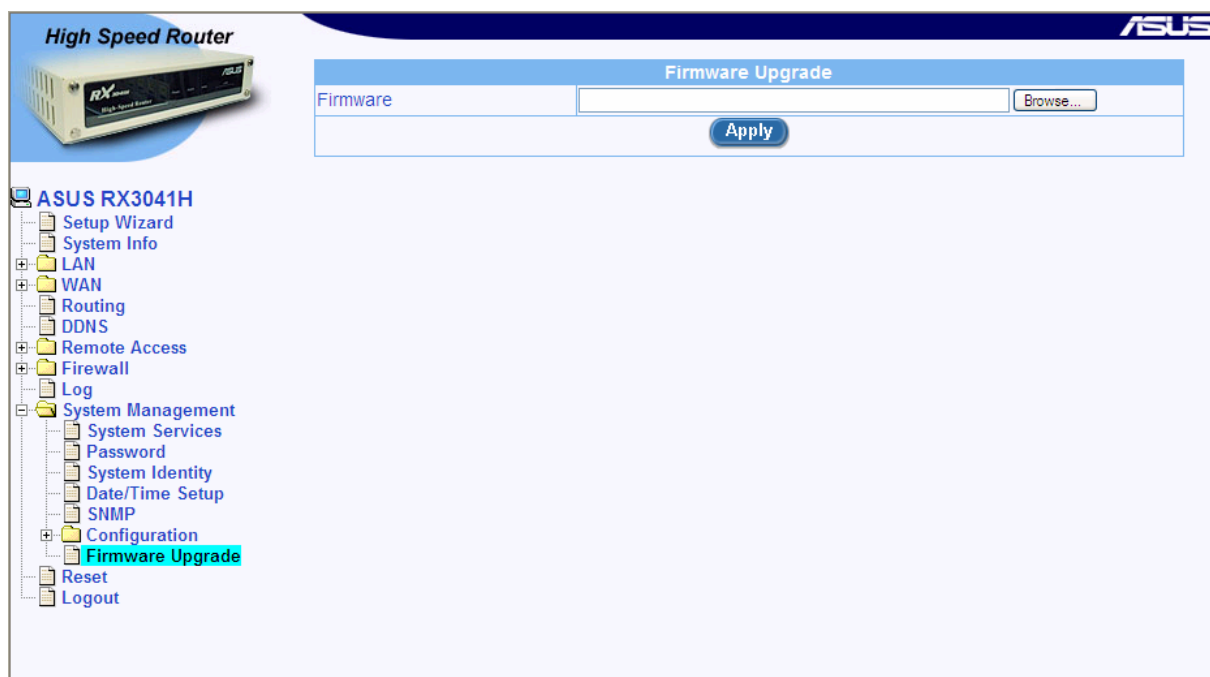 High Speed Router
ASUS
ASUS
RX
High-Speed Router
Firmware Upgrade
Firmware
Browse...
Apply
ASUS RX3041H
Setup Wizard
System Info
LAN
WAN
Routing
DDNS
Remote Access
Firewall
Log
System Management
System Services
Password
System Identity
Date/Time Setup
SNMP
Configuration
Firmware Upgrade
Reset
Logout